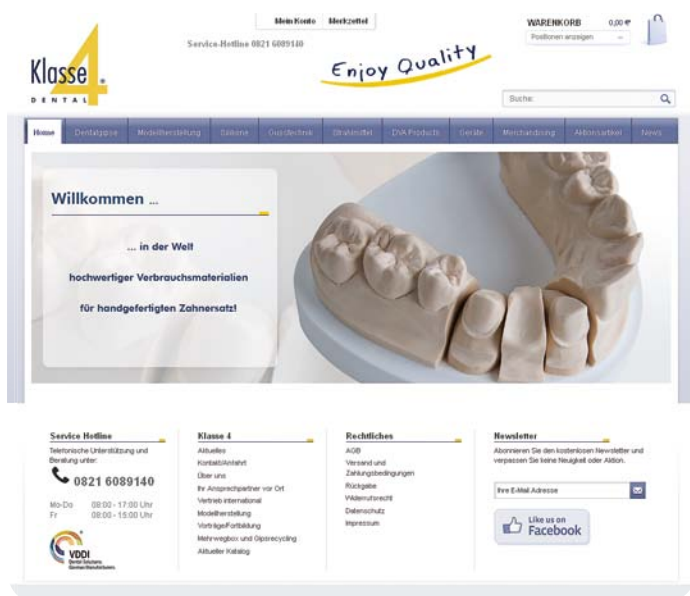 Mein Konto Merkzettel
WARENKORB 0,00 €*
Positionen anzeigen
Service-Hotline 0821 6089140
Klasse 4
DENTAL
Enjoy Quality
Suche:
Home Dentalgipse Modellherstellung Silikone Gusstechnik Strahlmittel DVA Products Geräte Merchandising Aktionsartikel News
Willkommen ...
... in der Welt
hochwertiger Verbrauchsmaterialien
für handgefertigten Zahnersatz!
Service Hotline
Telefonische Unterstützung und
Beratung unter:
0821 6089140
Mo-Do 08:00 - 17:00 Uhr
Fr 08:00 - 15:00 Uhr
VDDI
Dental Solutions
German Manufacturers
Klasse 4
Aktuelles
Kontakt/Anfahrt
Über uns
Ihr Ansprechpartner vor Ort
Vertrieb international
Modellherstellung
Vorträge/Fortbildung
Mehrwegbox und Gipsrecycling
Aktueller Katalog
Rechtliches
AGB
Versand und
Zahlungsbedingungen
Rückgabe
Widerrufsrecht
Datenschutz
Impressum
Newsletter
Abonnieren Sie den kostenlosen Newsletter und
verpassen Sie keine Neuigkeit oder Aktion.
Ihre E-Mail Adresse
Like us on
Facebook